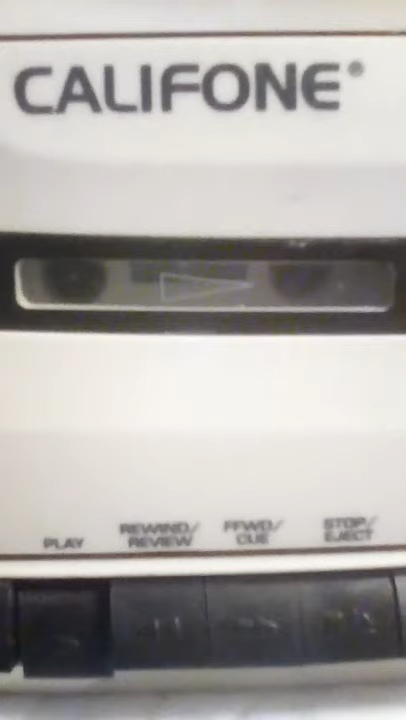 CALIFONE®
PLAY
REWIND/
REVIEW
FFWD/
CUE
STOP/
EJECT